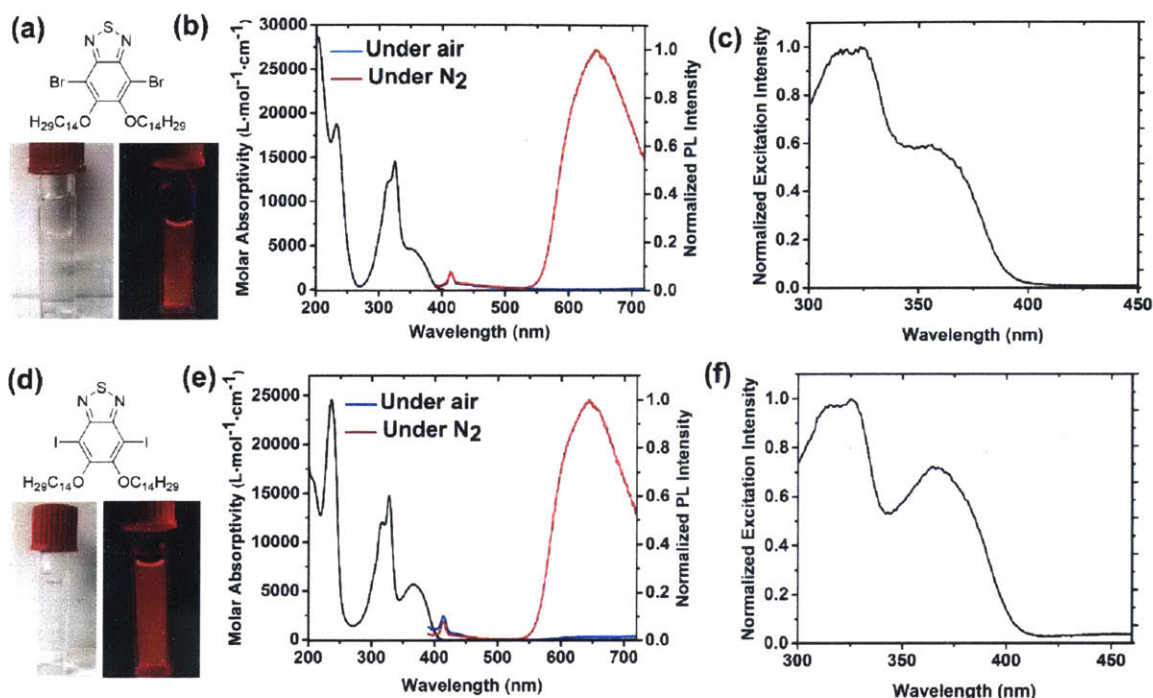 (a)
S
N N
Br Br
H₂₉C₁₄O OC₁₄H₂₉
(b)
30000
25000
20000
15000
10000
5000
0
Molar Absorptivity (L·mol⁻¹·cm⁻¹)
Under air
Under N₂
1.0
0.8
0.6
0.4
0.2
0.0
Normalized PL Intensity
200 300 400 500 600 700
Wavelength (nm)
(c)
1.0
0.8
0.6
0.4
0.2
0.0
Normalized Excitation Intensity
300 350 400 450
Wavelength (nm)
(d)
S
N N
I I
H₂₉C₁₄O OC₁₄H₂₉
(e)
25000
22500
20000
17500
15000
12500
10000
7500
5000
2500
0
Molar Absorptivity (L·mol⁻¹·cm⁻¹)
Under air
Under N₂
1.0
0.8
0.6
0.4
0.2
0.0
Normalized PL Intensity
200 300 400 500 600 700
Wavelength (nm)
(f)
1.0
0.8
0.6
0.4
0.2
0.0
Normalized Excitation Intensity
300 350 400 450
Wavelength (nm)